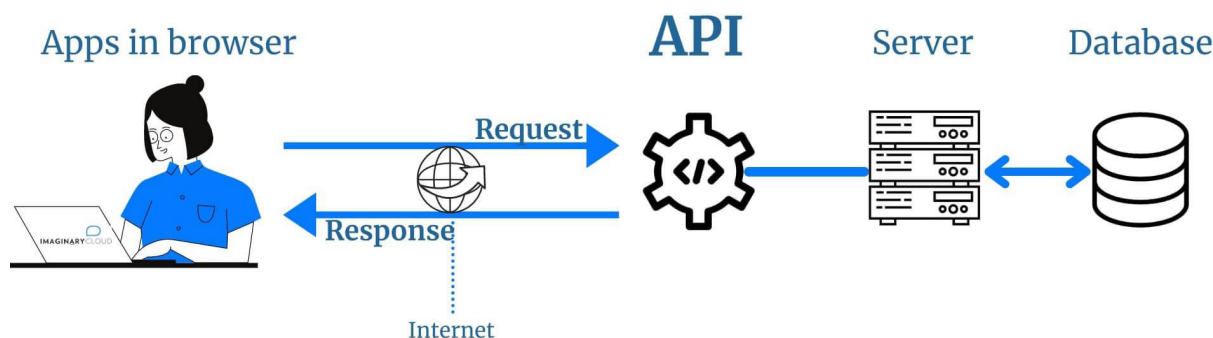 Apps in browser
API
Server
Database
Request
</>
IMAGINARYCLOUD
Response
Internet